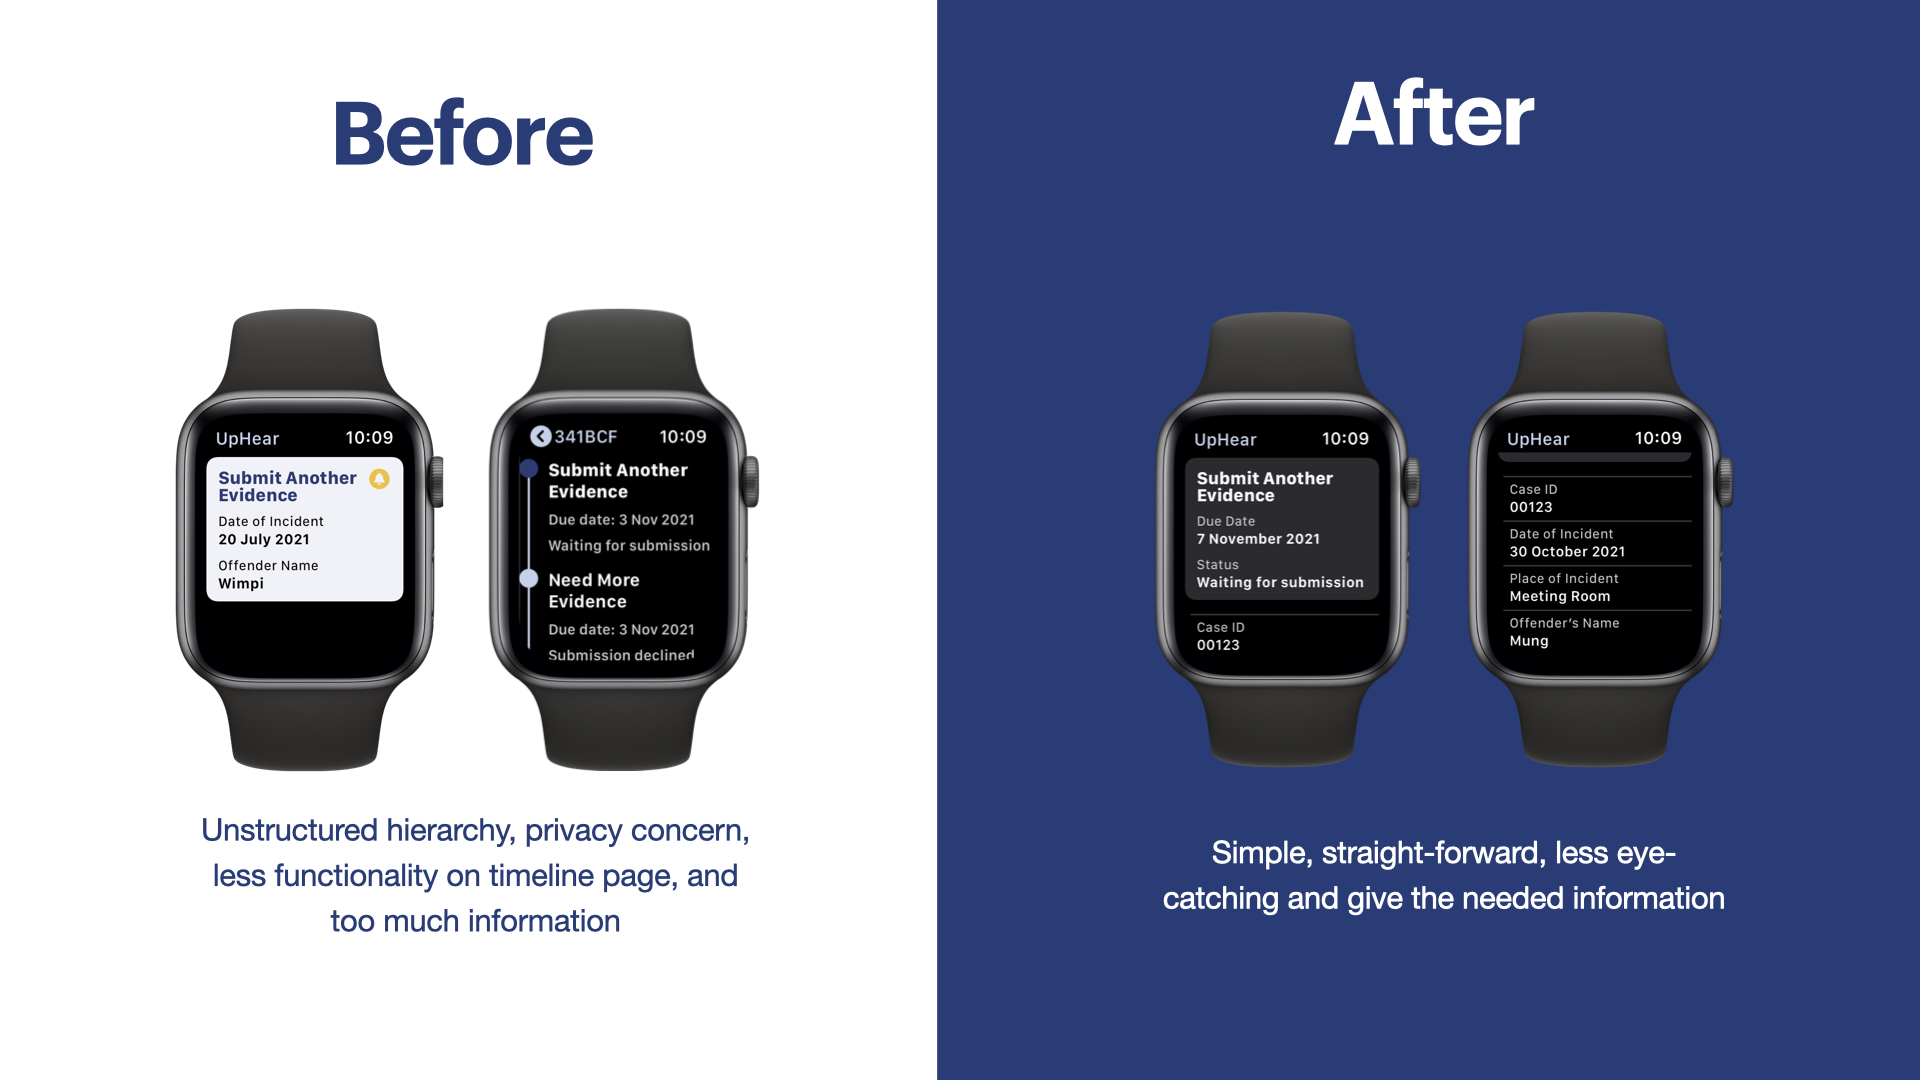 Before
UpHear 10:09
Submit Another
Evidence
Date of Incident
20 July 2021
Offender Name
Wimpi
341BCF 10:09
Submit Another
Evidence
Due date: 3 Nov 2021
Waiting for submission
Need More
Evidence
Due date: 3 Nov 2021
Submission declined
Unstructured hierarchy, privacy concern,
less functionality on timeline page, and
too much information
After
UpHear 10:09
Submit Another
Evidence
Due Date
7 November 2021
Status
Waiting for submission
Case ID
00123
UpHear 10:09
Case ID
00123
Date of Incident
30 October 2021
Place of Incident
Meeting Room
Offender's Name
Mung
Simple, straight-forward, less eye-
catching and give the needed information